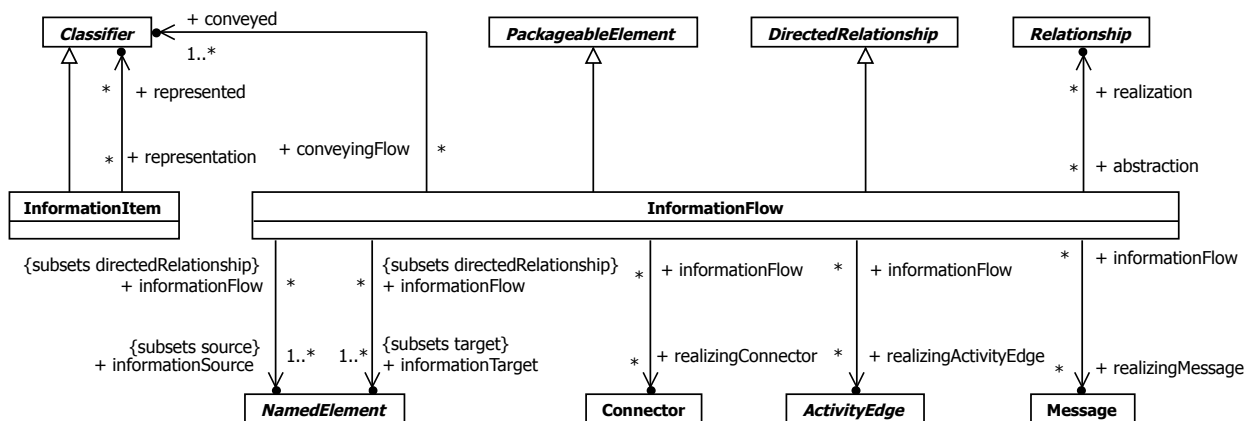 + conveyed
Classifier
PackageableElement
DirectedRelationship
Relationship
1..*
* + represented
* + realization
* + representation
+ conveyingFlow *
* + abstraction
InformationItem
InformationFlow
{subsets directedRelationship}
+ informationFlow *
{subsets directedRelationship}
* + informationFlow
* + informationFlow
* + informationFlow
* + informationFlow
{subsets source}
+ informationSource 1..*
{subsets target}
1..* + informationTarget
* + realizingConnector
* + realizingActivityEdge
* + realizingMessage
NamedElement
Connector
ActivityEdge
Message